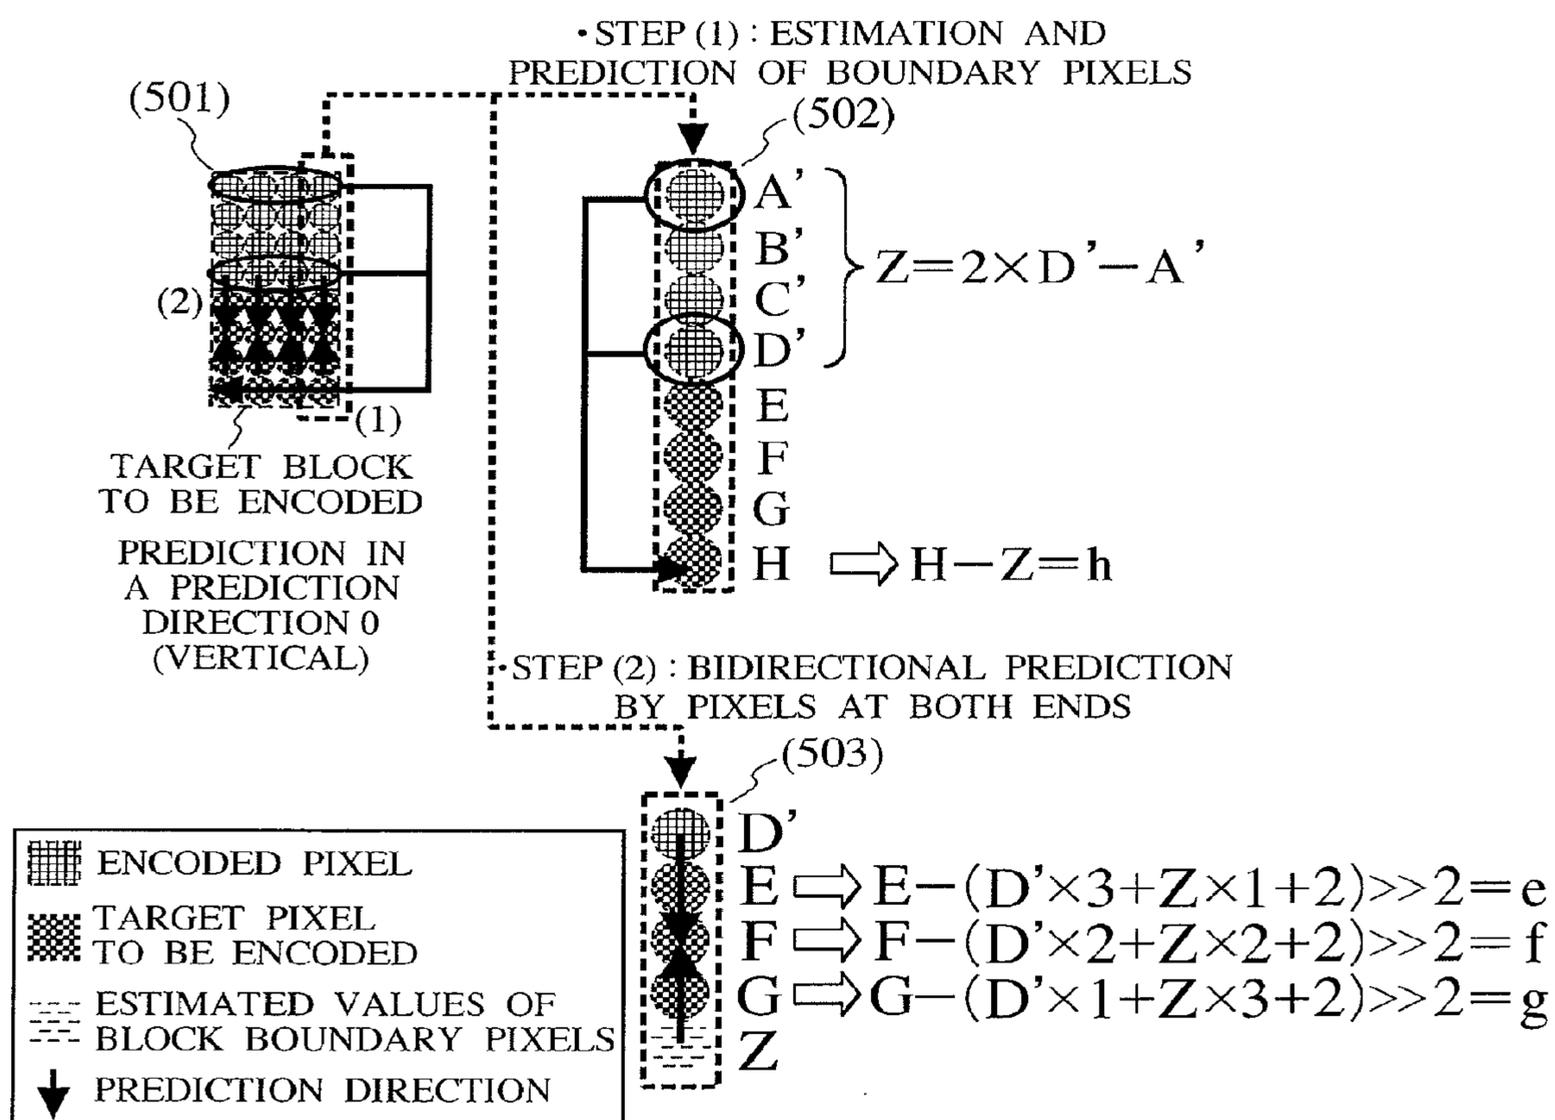 ・STEP (1) : ESTIMATION AND
PREDICTION OF BOUNDARY PIXELS
(501)
(502)
A'
B'
C'
D'
Z=2×D'−A'
E
F
G
H ⇨ H−Z=h
(2)
(1)
TARGET BLOCK
TO BE ENCODED
PREDICTION IN
A PREDICTION
DIRECTION 0
(VERTICAL)
・STEP (2) : BIDIRECTIONAL PREDICTION
BY PIXELS AT BOTH ENDS
(503)
D'
E ⇨ E−(D'×3+Z×1+2)>>2=e
F ⇨ F−(D'×2+Z×2+2)>>2=f
G ⇨ G−(D'×1+Z×3+2)>>2=g
Z
ENCODED PIXEL
TARGET PIXEL
TO BE ENCODED
ESTIMATED VALUES OF
BLOCK BOUNDARY PIXELS
PREDICTION DIRECTION